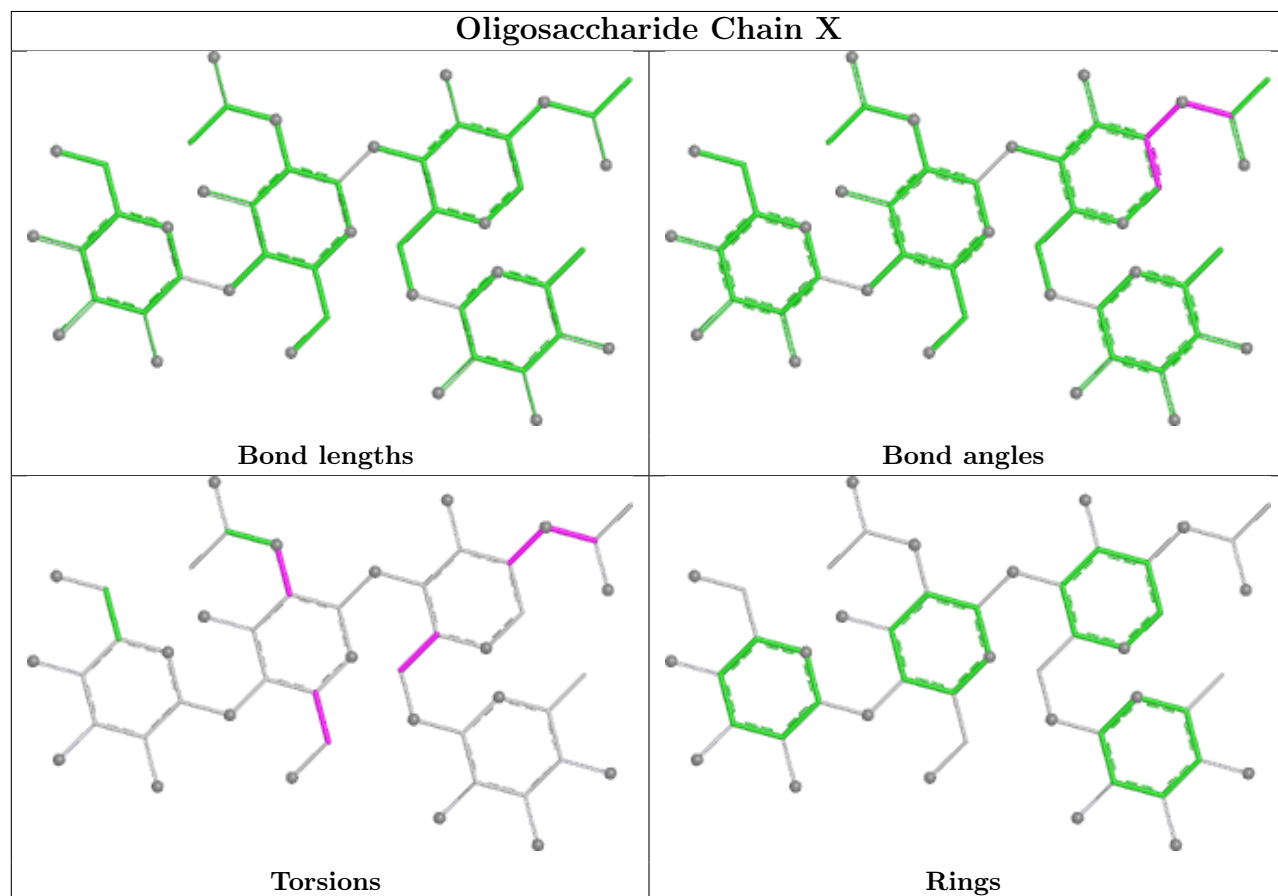 Oligosaccharide Chain X
Bond lengths
Bond angles
Torsions
Rings